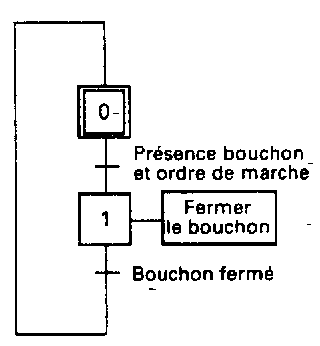 0
Présence bouchon
et ordre de marche
1
Fermer
le bouchon
Bouchon fermé